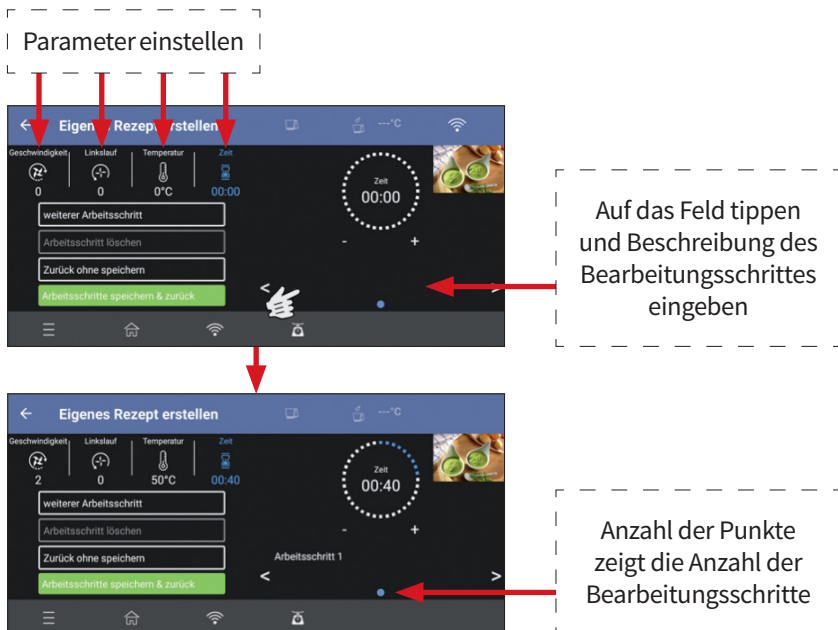 Parameter einstellen
Eigenes Rezept erstellen
---°C
Geschwindigkeit
Linkslauf
Temperatur
Zeit
0
0
0°C
00:00
Zeit
00:00
- +
weiterer Arbeitsschritt
Arbeitsschritt löschen
Zurück ohne speichern
Arbeitsschritte speichern & zurück
< >
Auf das Feld tippen
und Beschreibung des
Bearbeitungsschrittes
eingeben
Eigenes Rezept erstellen
---°C
Geschwindigkeit
Linkslauf
Temperatur
Zeit
2
0
50°C
00:40
Zeit
00:40
- +
weiterer Arbeitsschritt
Arbeitsschritt löschen
Zurück ohne speichern
Arbeitsschritte speichern & zurück
Arbeitsschritt 1
< >
Anzahl der Punkte
zeigt die Anzahl der
Bearbeitungsschritte